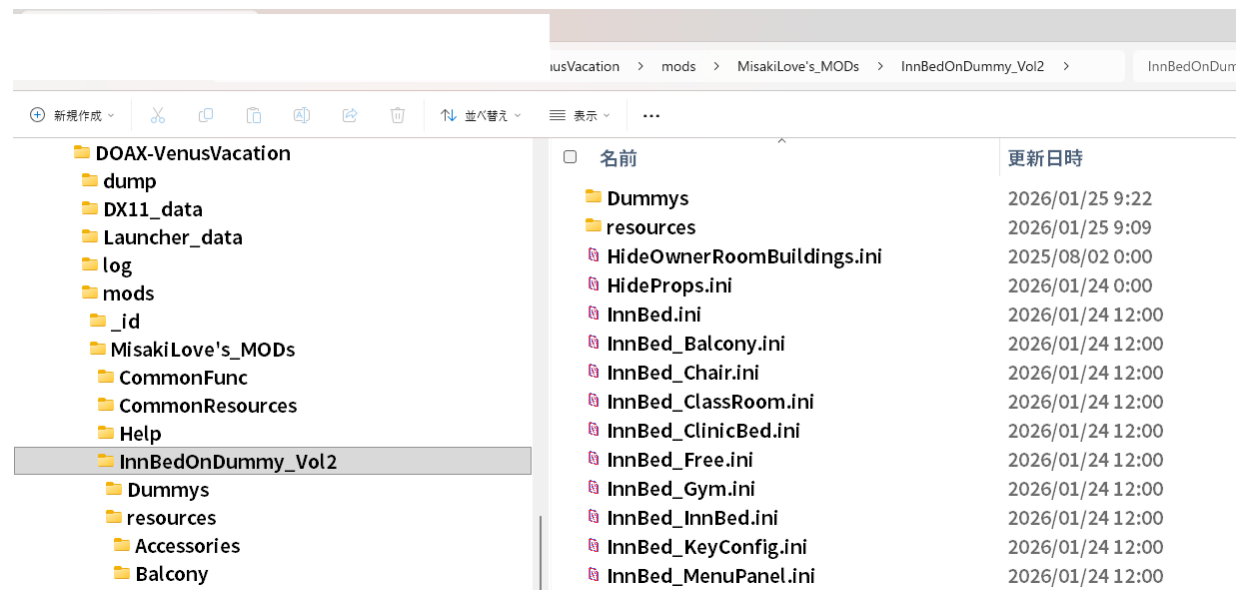 nusVacation > mods > MisakiLove's_MODs > InnBedOnDummy_Vol2 > InnBedOnDum
新規作成 並べ替え 表示 ...
DOAX-VenusVacation
dump
DX11_data
Launcher_data
log
mods
_id
MisakiLove's_MODs
CommonFunc
CommonResources
Help
InnBedOnDummy_Vol2
Dummys
resources
Accessories
Balcony
名前 更新日時
Dummys 2026/01/25 9:22
resources 2026/01/25 9:09
HideOwnerRoomBuildings.ini 2025/08/02 0:00
HideProps.ini 2026/01/24 0:00
InnBed.ini 2026/01/24 12:00
InnBed_Balcony.ini 2026/01/24 12:00
InnBed_Chair.ini 2026/01/24 12:00
InnBed_ClassRoom.ini 2026/01/24 12:00
InnBed_ClinicBed.ini 2026/01/24 12:00
InnBed_Free.ini 2026/01/24 12:00
InnBed_Gym.ini 2026/01/24 12:00
InnBed_InnBed.ini 2026/01/24 12:00
InnBed_KeyConfig.ini 2026/01/24 12:00
InnBed_MenuPanel.ini 2026/01/24 12:00